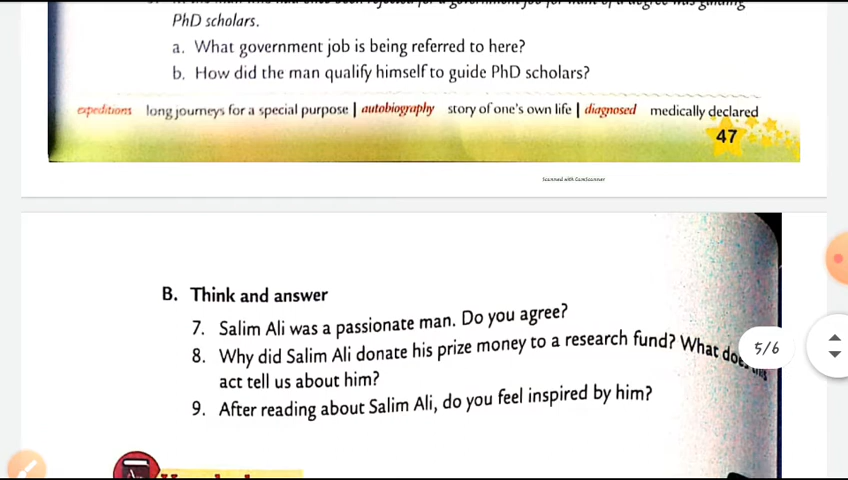 PhD scholars.
a. What government job is being referred to here?
b. How did the man qualify himself to guide PhD scholars?
expeditions long journeys for a special purpose | autobiography story of one's own life | diagnosed medically declared
47
Scanned with CamScanner
B. Think and answer
7. Salim Ali was a passionate man. Do you agree?
8. Why did Salim Ali donate his prize money to a research fund? What does this
act tell us about him?
9. After reading about Salim Ali, do you feel inspired by him?
5/6